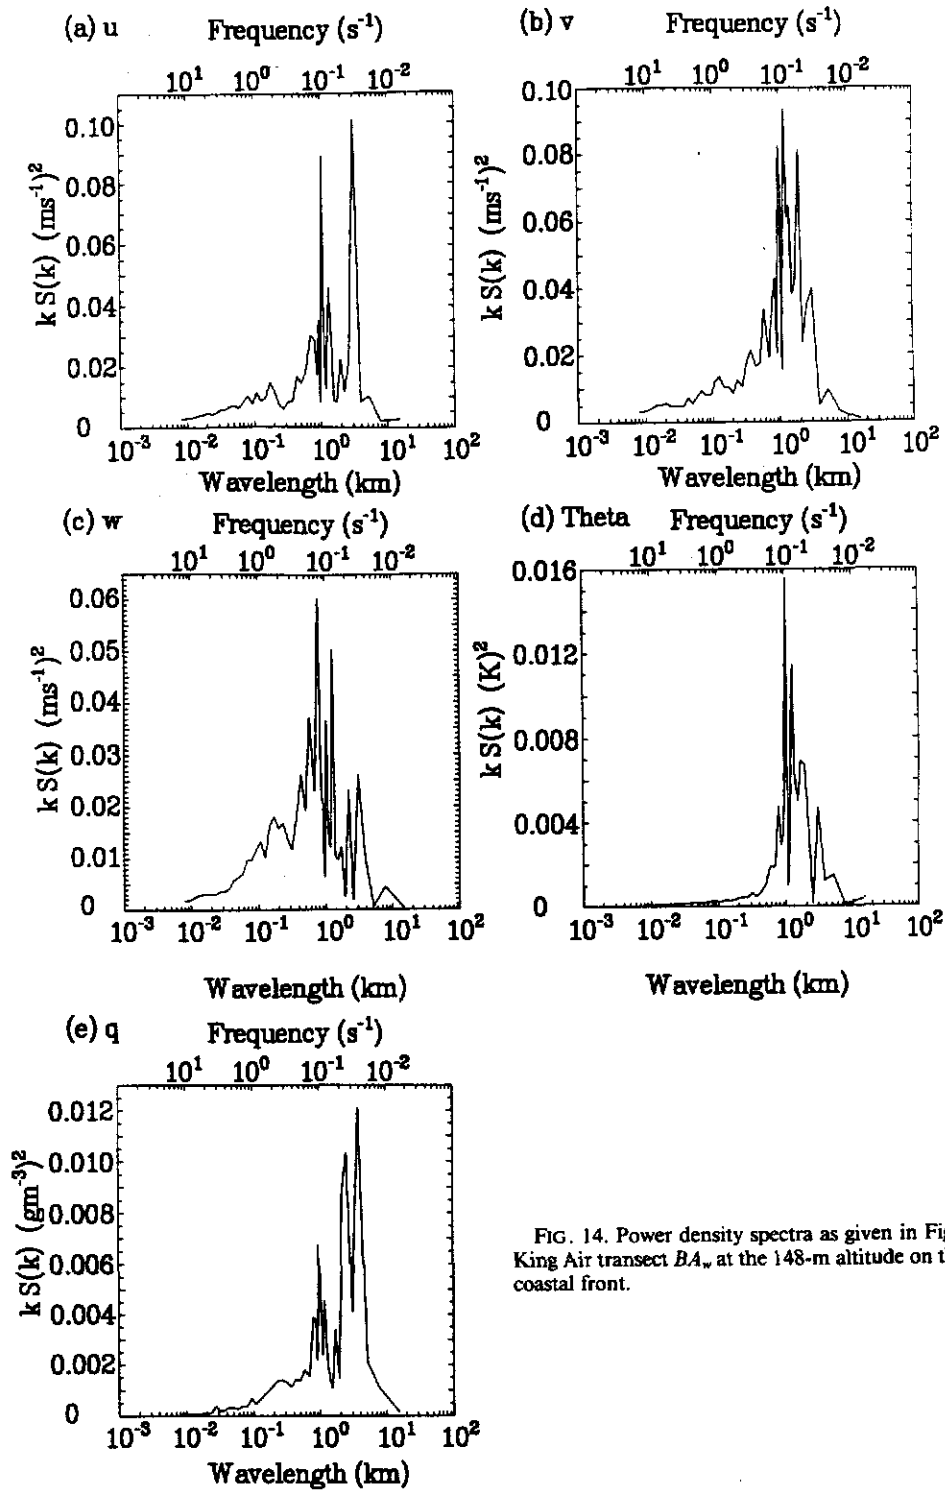 (a) u Frequency (s⁻¹)
10¹ 10⁰ 10⁻¹ 10⁻²
0.10
0.08
0.06
0.04
0.02
0
k S(k) (ms⁻¹)²
10⁻³ 10⁻² 10⁻¹ 10⁰ 10¹ 10²
Wavelength (km)
(b) v Frequency (s⁻¹)
10¹ 10⁰ 10⁻¹ 10⁻²
0.10
0.08
0.06
0.04
0.02
0
k S(k) (ms⁻¹)²
10⁻³ 10⁻² 10⁻¹ 10⁰ 10¹ 10²
Wavelength (km)
(c) w Frequency (s⁻¹)
10¹ 10⁰ 10⁻¹ 10⁻²
0.06
0.05
0.04
0.03
0.02
0.01
0
k S(k) (ms⁻¹)²
10⁻³ 10⁻² 10⁻¹ 10⁰ 10¹ 10²
Wavelength (km)
(d) Theta Frequency (s⁻¹)
10¹ 10⁰ 10⁻¹ 10⁻²
0.016
0.012
0.008
0.004
0
k S(k) (K)²
10⁻³ 10⁻² 10⁻¹ 10⁰ 10¹ 10²
Wavelength (km)
(e) q Frequency (s⁻¹)
10¹ 10⁰ 10⁻¹ 10⁻²
0.012
0.010
0.008
0.006
0.004
0.002
0
k S(k) (gm⁻³)²
10⁻³ 10⁻² 10⁻¹ 10⁰ 10¹ 10²
Wavelength (km)
FIG. 14. Power density spectra as given in Fig
King Air transect BA_w at the 148-m altitude on t
coastal front.